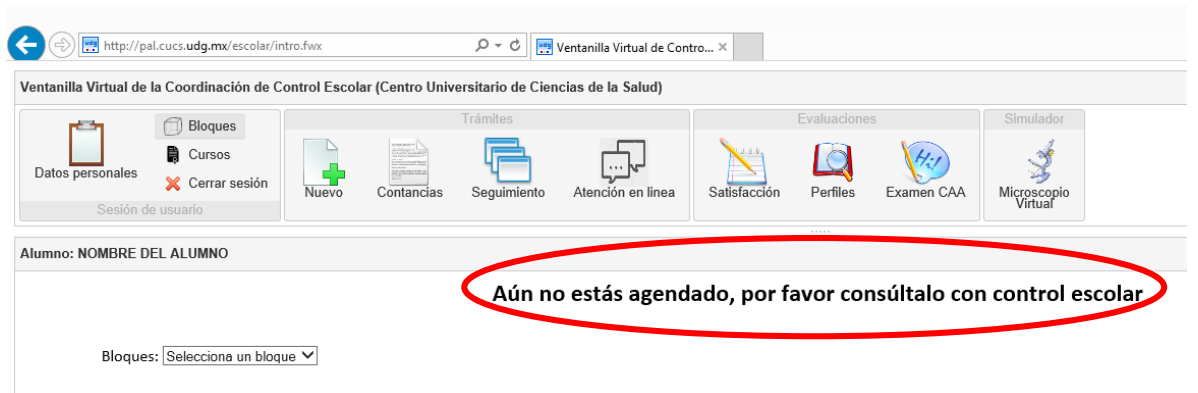 http://pal.cucs.udg.mx/escolar/intro.fwx
Ventanilla Virtual de Contro...
Ventanilla Virtual de la Coordinación de Control Escolar (Centro Universitario de Ciencias de la Salud)
Datos personales
Bloques
Cursos
Cerrar sesión
Sesión de usuario
Trámites
Nuevo
Contancias
Seguimiento
Atención en linea
Evaluaciones
Satisfacción
Perfiles
Hi!
Examen CAA
Simulador
Microscopio
Virtual
Alumno: NOMBRE DEL ALUMNO
Aún no estás agendado, por favor consúltalo con control escolar
Bloques: Selecciona un bloque